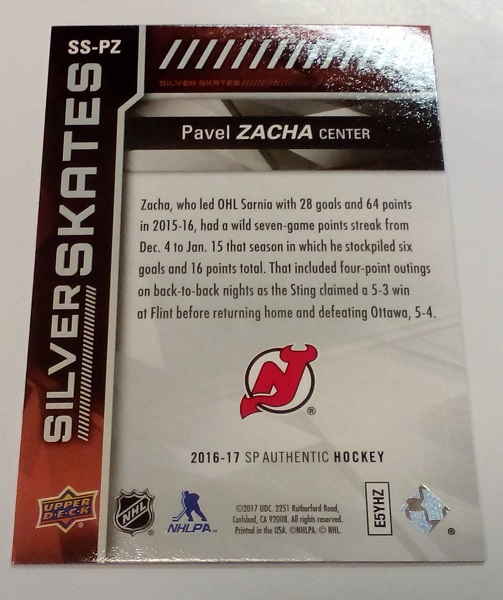 SS-PZ
SILVER SKATES
SILVER SKATES
Pavel ZACHA CENTER
Zacha, who led OHL Sarnia with 28 goals and 64 points
in 2015-16, had a wild seven-game points streak from
Dec. 4 to Jan. 15 that season in which he stockpiled six
goals and 16 points total. That included four-point outings
on back-to-back nights as the Sting claimed a 5-3 win
at Flint before returning home and defeating Ottawa, 5-4.
®
2016-17 SP AUTHENTIC HOCKEY
UPPER
DECK
NHL
NHLPA
©2017 UDC. 2251 Rutherford Road,
Carlsbad, CA 92008. All rights reserved.
Printed in the USA. ©NHLPA. © NHL.
E5YHZ
®